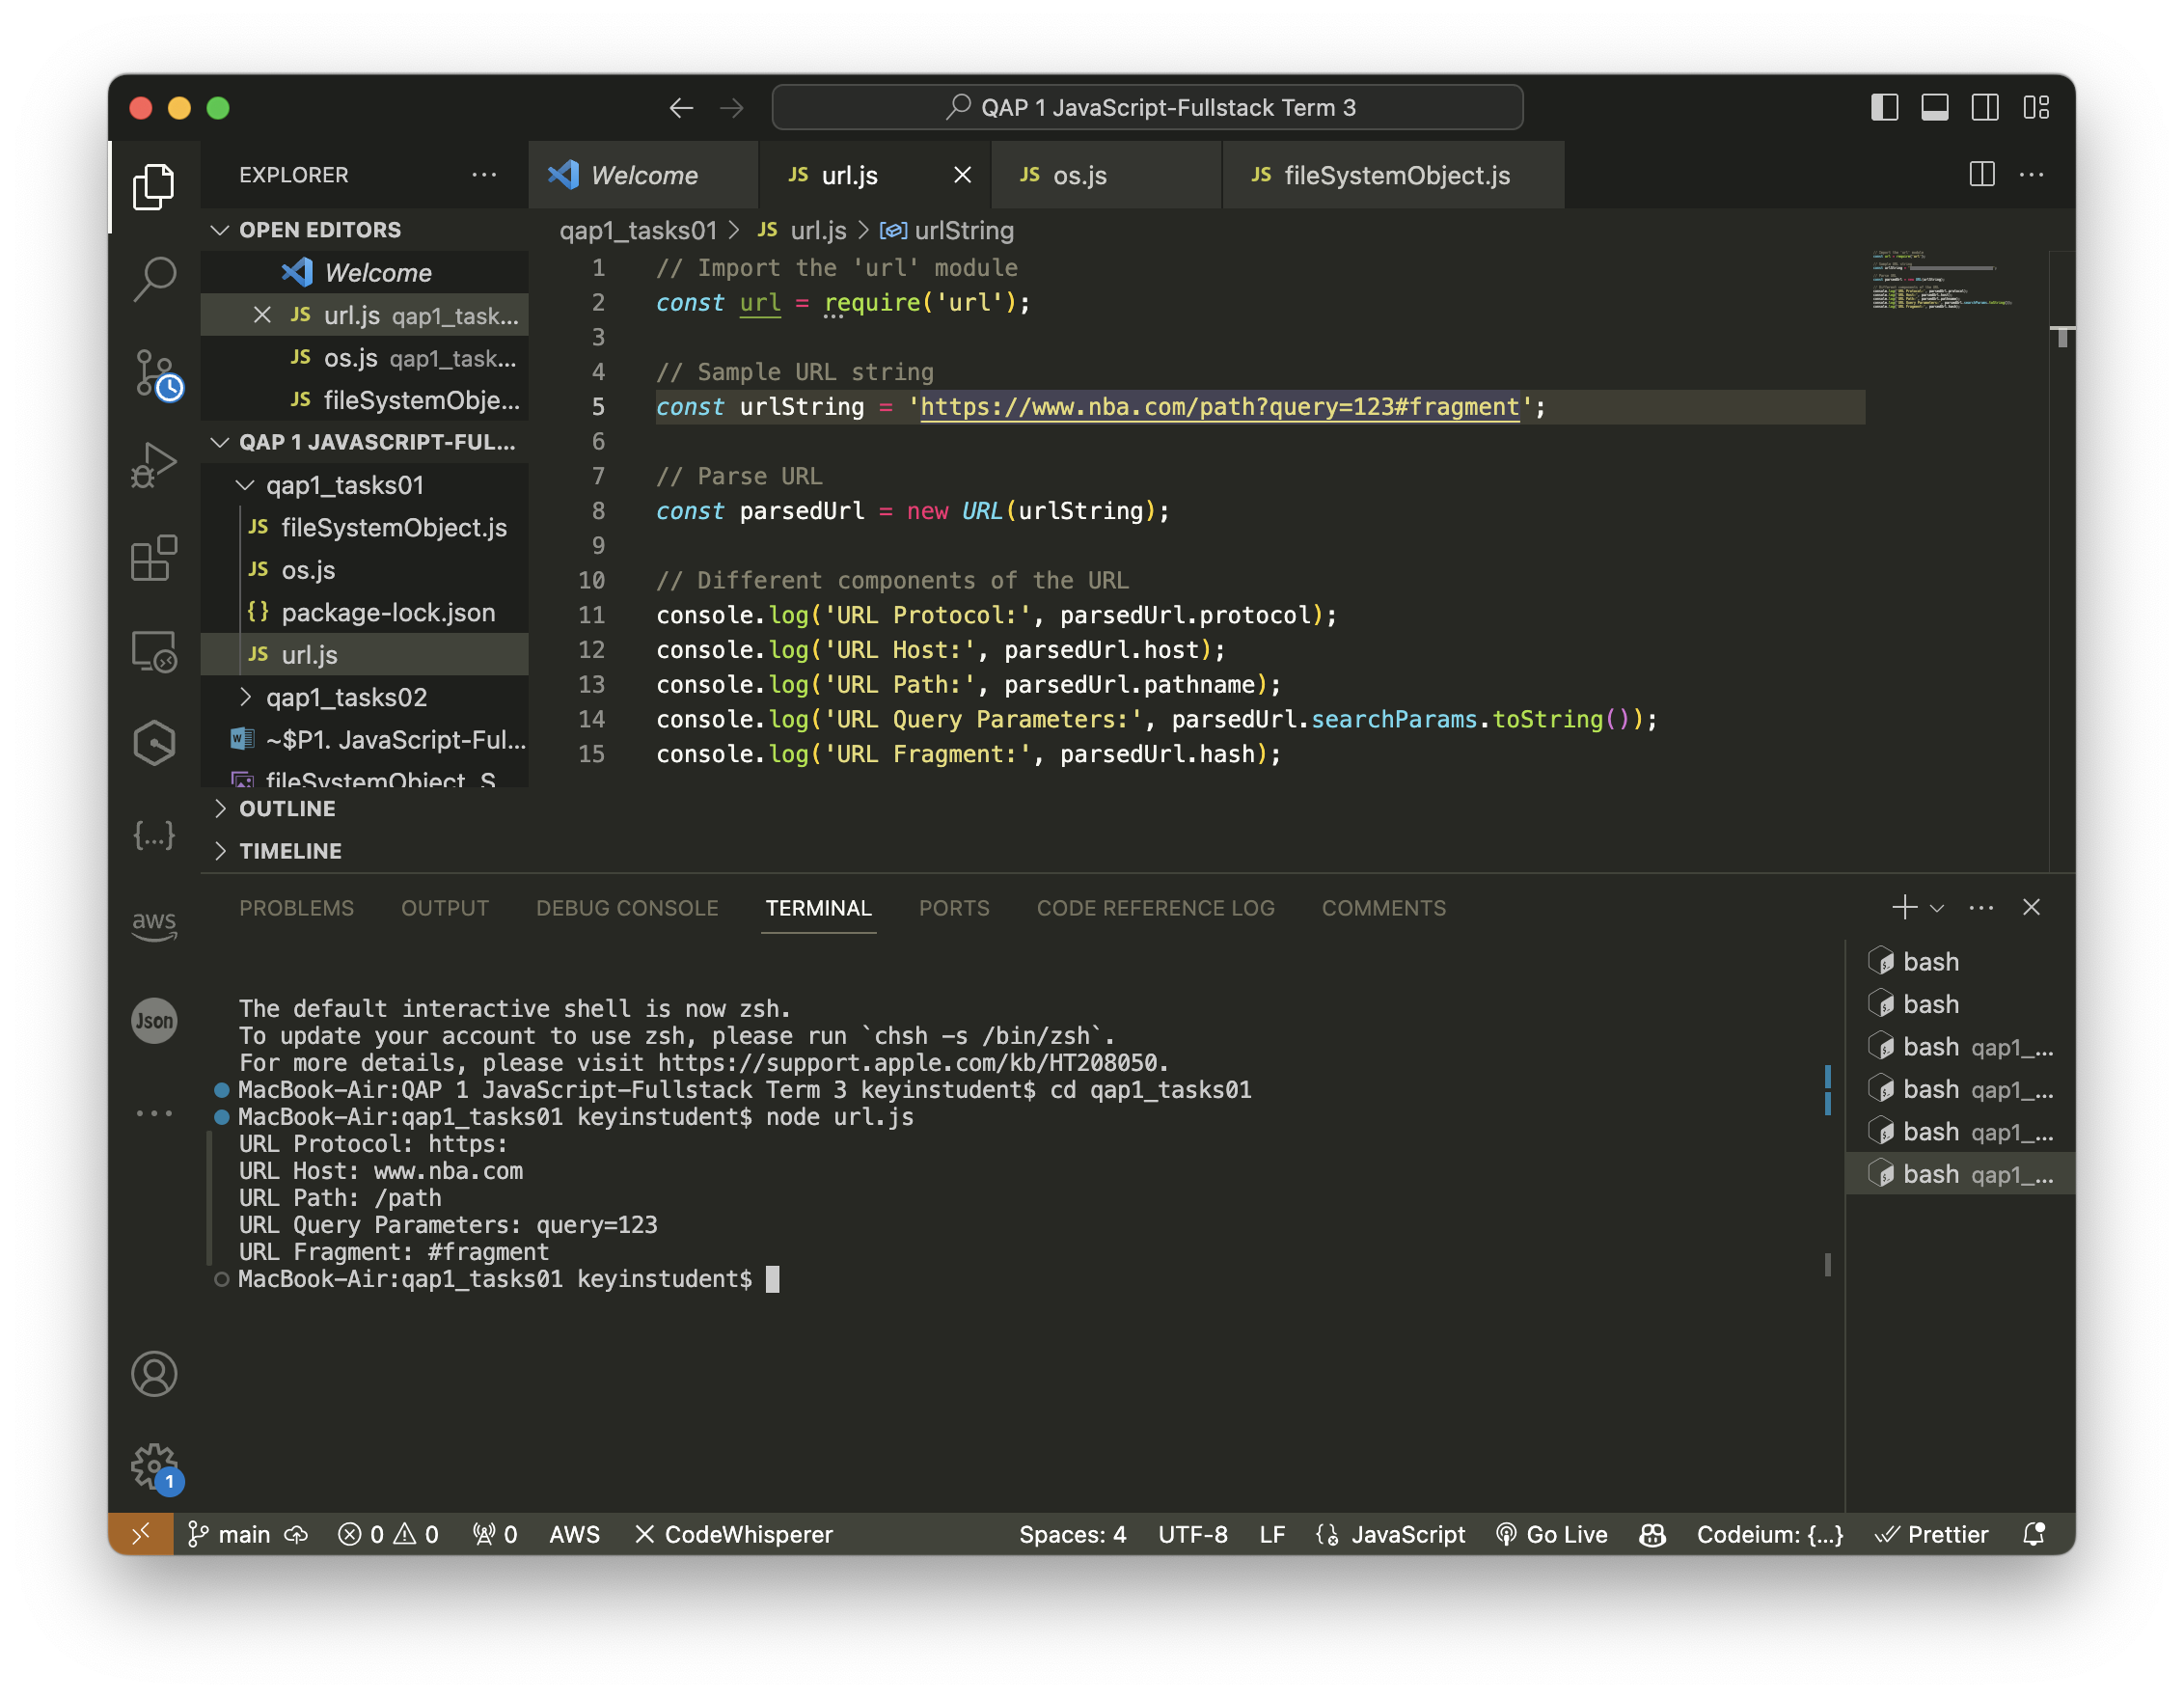 QAP 1 JavaScript-Fullstack Term 3
EXPLORER
Welcome
JS url.js
JS os.js
JS fileSystemObject.js
OPEN EDITORS
Welcome
JS url.js qap1_task...
JS os.js qap1_task...
JS fileSystemObje...
QAP 1 JAVASCRIPT-FUL...
qap1_tasks01
JS fileSystemObject.js
JS os.js
{} package-lock.json
JS url.js
qap1_tasks02
~$P1. JavaScript-Ful...
fileSystemObject_S
OUTLINE
TIMELINE
qap1_tasks01 > JS url.js > urlString
1 // Import the 'url' module
2 const url = require('url');
3
4 // Sample URL string
5 const urlString = 'https://www.nba.com/path?query=123#fragment';
6
7 // Parse URL
8 const parsedUrl = new URL(urlString);
9
10 // Different components of the URL
11 console.log('URL Protocol:', parsedUrl.protocol);
12 console.log('URL Host:', parsedUrl.host);
13 console.log('URL Path:', parsedUrl.pathname);
14 console.log('URL Query Parameters:', parsedUrl.searchParams.toString());
15 console.log('URL Fragment:', parsedUrl.hash);
{...}
aws
Json
1
PROBLEMS OUTPUT DEBUG CONSOLE TERMINAL PORTS CODE REFERENCE LOG COMMENTS
The default interactive shell is now zsh.
To update your account to use zsh, please run `chsh -s /bin/zsh`.
For more details, please visit https://support.apple.com/kb/HT208050.
MacBook-Air:QAP 1 JavaScript-Fullstack Term 3 keyinstudent$ cd qap1_tasks01
MacBook-Air:qap1_tasks01 keyinstudent$ node url.js
URL Protocol: https:
URL Host: www.nba.com
URL Path: /path
URL Query Parameters: query=123
URL Fragment: #fragment
MacBook-Air:qap1_tasks01 keyinstudent$
bash
bash
bash qap1_...
bash qap1_...
bash qap1_...
bash qap1_...
main 0 0 0 AWS CodeWhisperer Spaces: 4 UTF-8 LF JavaScript Go Live Codeium: {...} Prettier